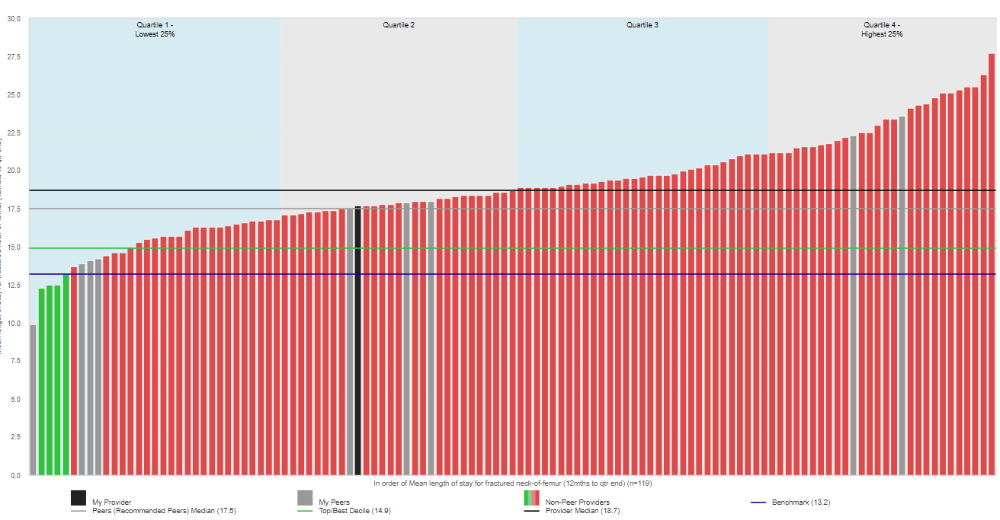 30.0
Quartile 1 -
Lowest 25%
Quartile 2
Quartile 3
Quartile 4 -
Highest 25%
27.5
25.0
22.5
20.0
17.5
15.0
12.5
10.0
7.5
5.0
2.5
0.0
In order of Mean length of stay for fractured neck-of-femur (12mths to qtr end) (n=119)
My Provider
My Peers
Non-Peer Providers
Benchmark (13.2)
Peers (Recommended Peers) Median (17.5)
Top/Best Decile (14.9)
Provider Median (18.7)